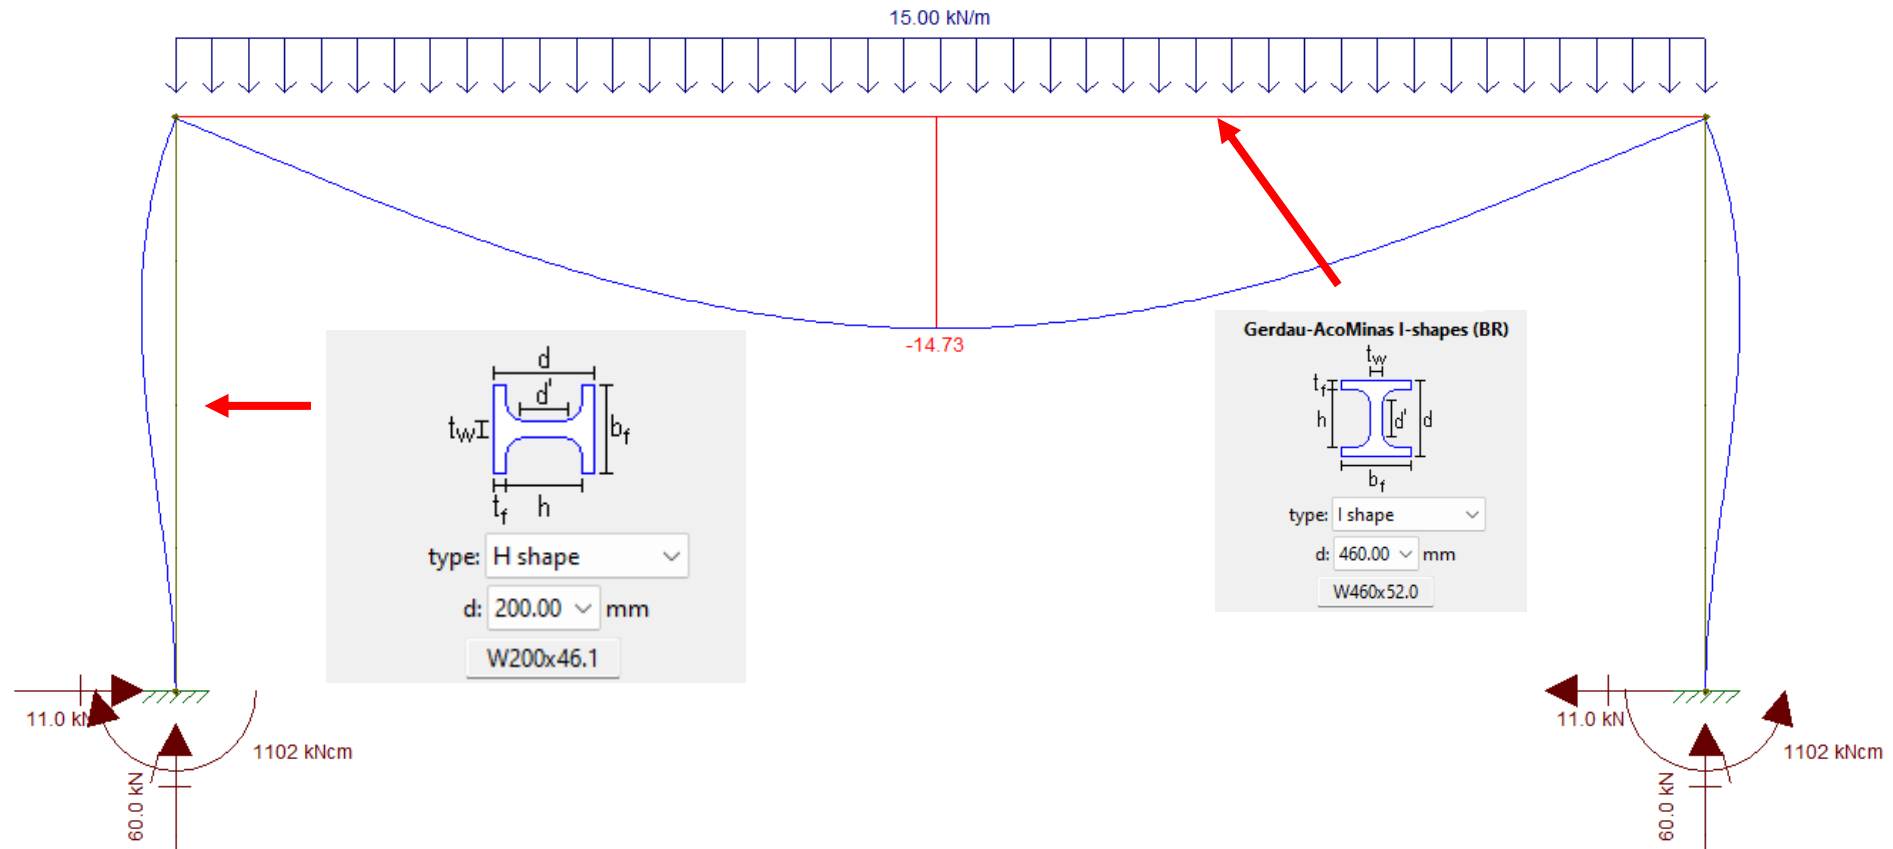 15.00 kN/m
-14.73
d
d'
tw
bf
tf
h
type: H shape
d: 200.00 mm
W200x46.1
Gerdau-AcoMinas I-shapes (BR)
tw
tf
h
d'
d
bf
type: I shape
d: 460.00 mm
W460x52.0
11.0 kN
1102 kNcm
60.0 kN
11.0 kN
1102 kNcm
60.0 kN